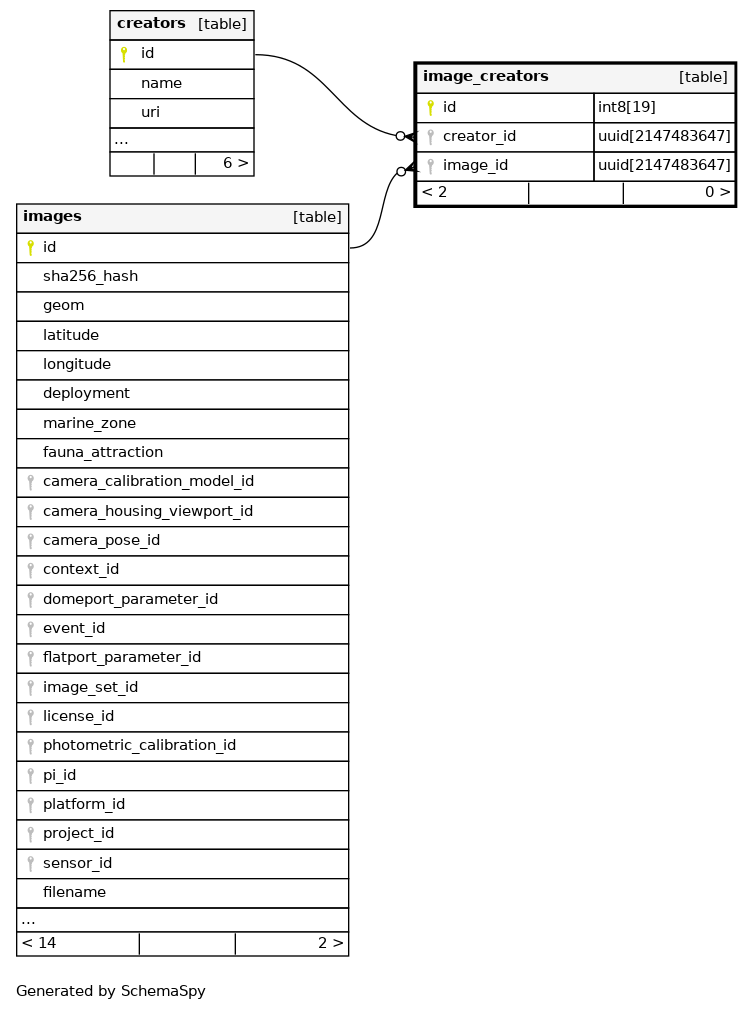 creators [table]
id
name
uri
...
6 >
image_creators [table]
id int8[19]
creator_id uuid[2147483647]
image_id uuid[2147483647]
< 2 0 >
images [table]
id
sha256_hash
geom
latitude
longitude
deployment
marine_zone
fauna_attraction
camera_calibration_model_id
camera_housing_viewport_id
camera_pose_id
context_id
domeport_parameter_id
event_id
flatport_parameter_id
image_set_id
license_id
photometric_calibration_id
pi_id
platform_id
project_id
sensor_id
filename
...
< 14 2 >
Generated by SchemaSpy